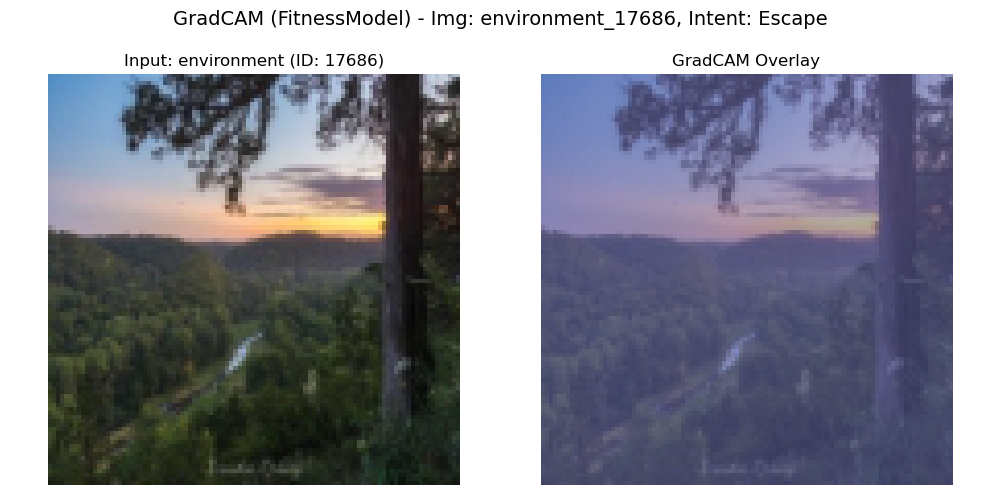 GradCAM (FitnessModel) - Img: environment_17686, Intent: Escape
Input: environment (ID: 17686)
GradCAM Overlay